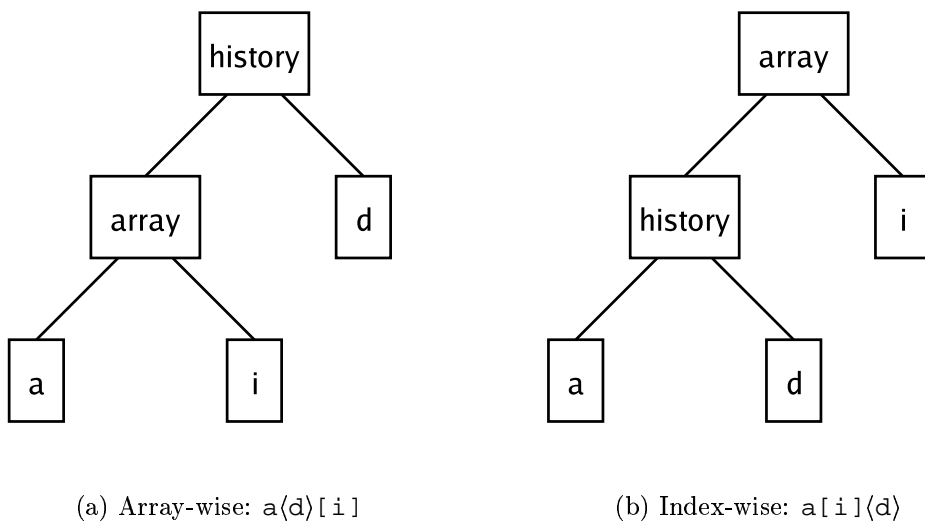 history
array
array
d
history
i
a
i
a
d
(a) Array-wise: a⟨d⟩[i]
(b) Index-wise: a[i]⟨d⟩